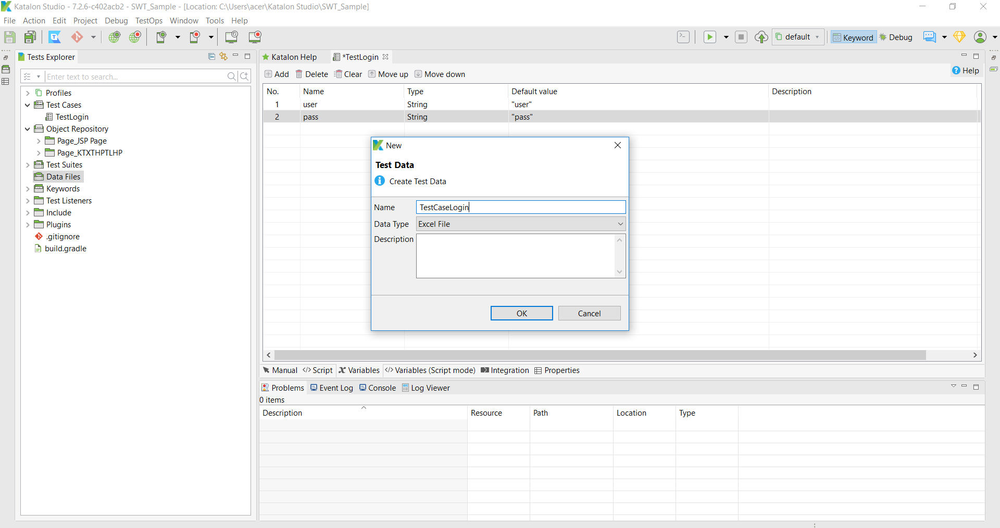 Katalon Studio - 7.2.6-c402acb2 - SWT_Sample - [Location: C:\Users\acer\Katalon Studio\SWT_Sample]
File Action Edit Project Debug TestOps Window Tools Help
default Keyword Debug
Tests Explorer
Enter text to search...
Profiles
Test Cases
TestLogin
Object Repository
Page_JSP Page
Page_KTXTHPTLHP
Test Suites
Data Files
Keywords
Test Listeners
Include
Plugins
.gitignore
build.gradle
Katalon Help *TestLogin
Add Delete Clear Move up Move down Help
No. Name Type Default value Description
1 user String "user"
2 pass String "pass"
New
Test Data
Create Test Data
Name TestCaseLogin
Data Type Excel File
Description
OK Cancel
Manual Script Variables Variables (Script mode) Integration Properties
Problems Event Log Console Log Viewer
0 items
Description Resource Path Location Type